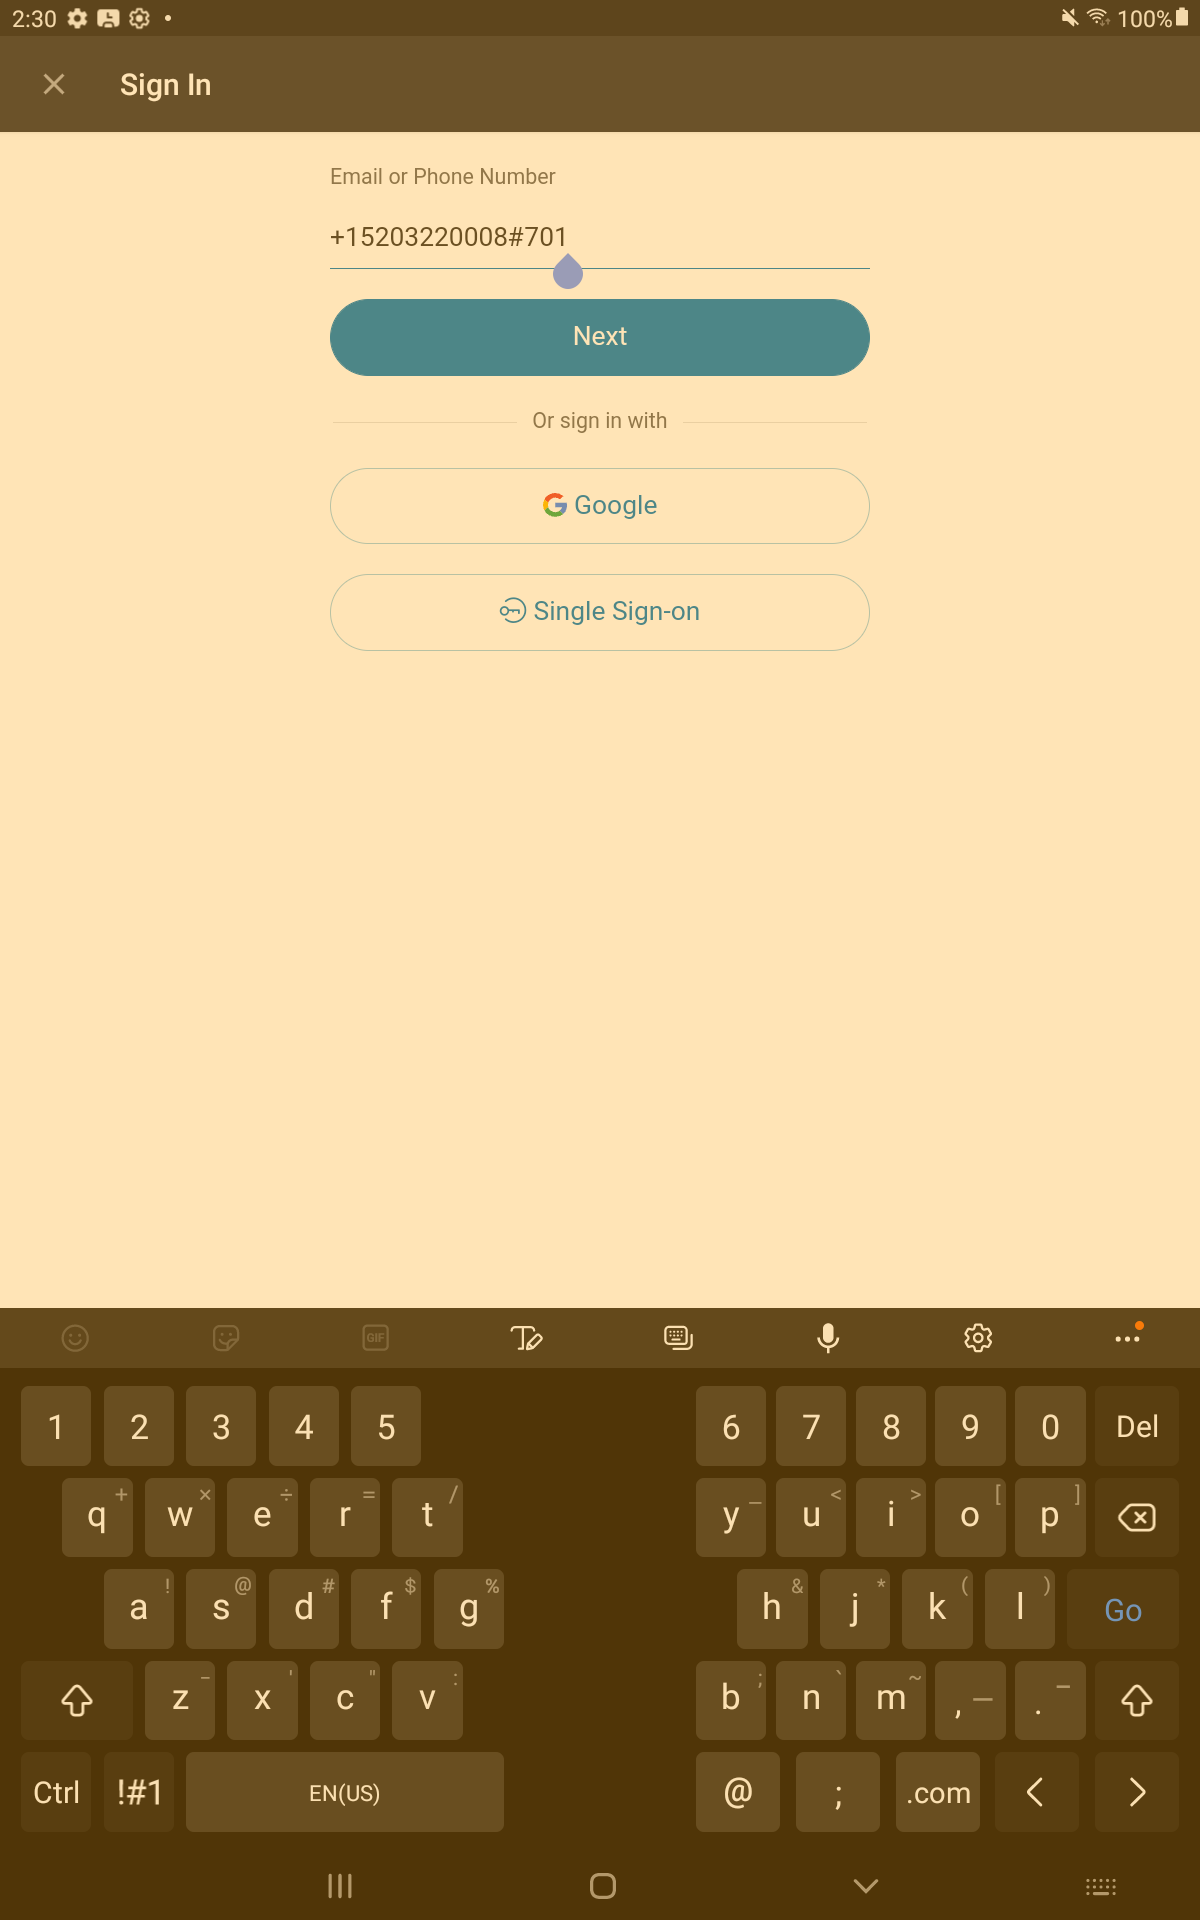 2:30
100%
Sign In
Email or Phone Number
+15203220008#701
Next
Or sign in with
Google
Single Sign-on
GIF
1 2 3 4 5 6 7 8 9 0 Del
q + w × e ÷ r = t / y _ u < i > o [ p ]
a ! s @ d # f $ g % h & j * k ( l ) Go
z - x ' c " v : b ; n ` m ~ , — . –
Ctrl !#1 EN(US) @ ; .com < >